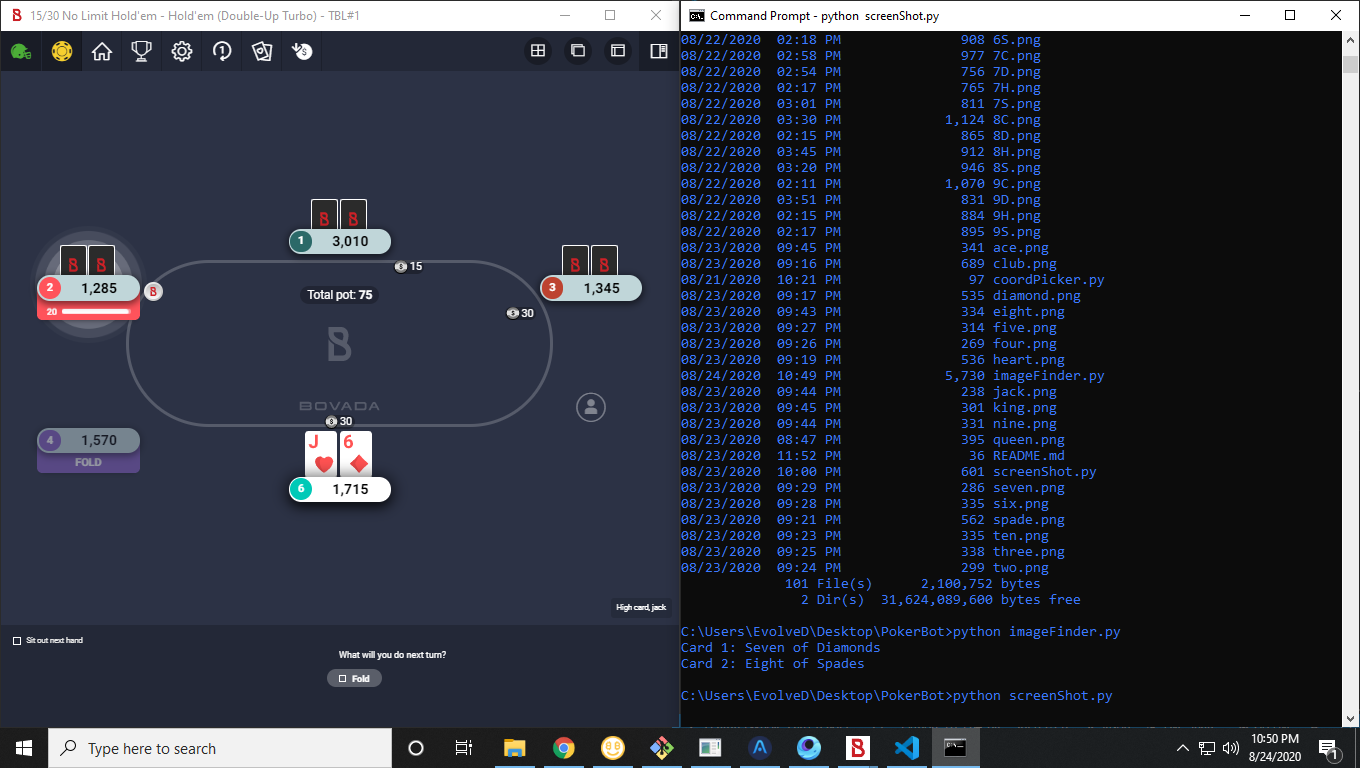 15/30 No Limit Hold'em - Hold'em (Double-Up Turbo) - TBL#1
1 3,010
15
2 1,285
20
B
Total pot: 75
3 1,345
30
B
BOVADA
30
4 1,570
FOLD
J 6
6 1,715
High card, jack
Sit out next hand
What will you do next turn?
Fold
Command Prompt - python  screenShot.py
08/22/2020  02:18 PM               908 6S.png
08/22/2020  02:58 PM               977 7C.png
08/22/2020  02:54 PM               756 7D.png
08/22/2020  02:17 PM               765 7H.png
08/22/2020  03:01 PM               811 7S.png
08/22/2020  03:30 PM             1,124 8C.png
08/22/2020  02:15 PM               865 8D.png
08/22/2020  03:45 PM               912 8H.png
08/22/2020  03:20 PM               946 8S.png
08/22/2020  02:11 PM             1,070 9C.png
08/22/2020  03:51 PM               831 9D.png
08/22/2020  02:15 PM               884 9H.png
08/22/2020  02:17 PM               895 9S.png
08/23/2020  09:45 PM               341 ace.png
08/23/2020  09:16 PM               689 club.png
08/21/2020  10:21 PM                97 coordPicker.py
08/23/2020  09:17 PM               535 diamond.png
08/23/2020  09:43 PM               334 eight.png
08/23/2020  09:27 PM               314 five.png
08/23/2020  09:26 PM               269 four.png
08/23/2020  09:19 PM               536 heart.png
08/24/2020  10:49 PM             5,730 imageFinder.py
08/23/2020  09:44 PM               238 jack.png
08/23/2020  09:45 PM               301 king.png
08/23/2020  09:44 PM               331 nine.png
08/23/2020  08:47 PM               395 queen.png
08/23/2020  11:52 PM                36 README.md
08/23/2020  10:00 PM               601 screenShot.py
08/23/2020  09:29 PM               286 seven.png
08/23/2020  09:28 PM               335 six.png
08/23/2020  09:21 PM               562 spade.png
08/23/2020  09:23 PM               335 ten.png
08/23/2020  09:25 PM               338 three.png
08/23/2020  09:24 PM               299 two.png
101 File(s)      2,100,752 bytes
2 Dir(s)  31,624,089,600 bytes free
C:\Users\EvolveD\Desktop\PokerBot>python imageFinder.py
Card 1: Seven of Diamonds
Card 2: Eight of Spades
C:\Users\EvolveD\Desktop\PokerBot>python screenShot.py
Type here to search
10:50 PM
8/24/2020
1